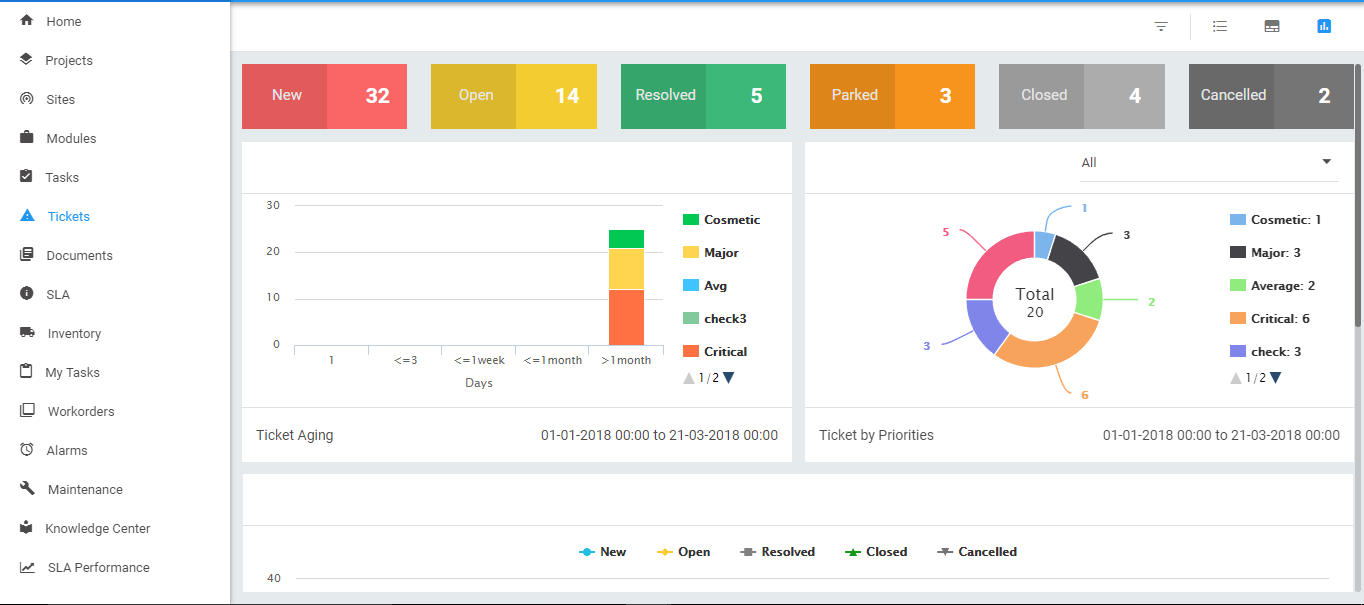 Home
Projects
Sites
Modules
Tasks
Tickets
Documents
SLA
Inventory
My Tasks
Workorders
Alarms
Maintenance
Knowledge Center
SLA Performance
New 32
Open 14
Resolved 5
Parked 3
Closed 4
Cancelled 2
30
20
10
0
1 <=3 <=1week <=1month >1month
Days
Cosmetic
Major
Avg
check3
Critical
1/2
Ticket Aging 01-01-2018 00:00 to 21-03-2018 00:00
All
1
5
3
Total
20
2
3
6
Cosmetic: 1
Major: 3
Average: 2
Critical: 6
check: 3
1/2
Ticket by Priorities 01-01-2018 00:00 to 21-03-2018 00:00
New Open Resolved Closed Cancelled
40